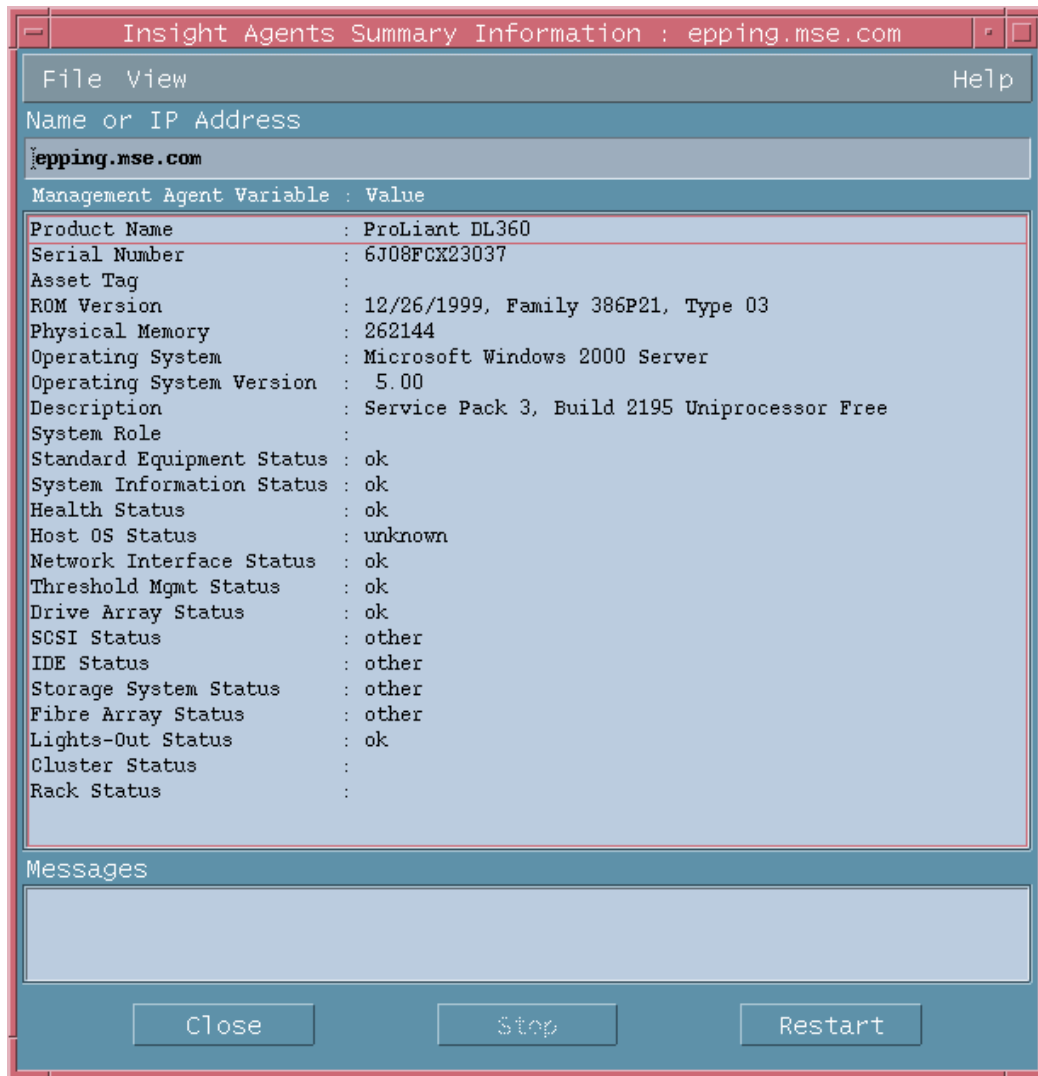 Insight Agents Summary Information : epping.mse.com
File View Help
Name or IP Address
epping.mse.com
Management Agent Variable : Value
Product Name : ProLiant DL360
Serial Number : 6J08FCX23037
Asset Tag :
ROM Version : 12/26/1999, Family 386P21, Type 03
Physical Memory : 262144
Operating System : Microsoft Windows 2000 Server
Operating System Version : 5.00
Description : Service Pack 3, Build 2195 Uniprocessor Free
System Role :
Standard Equipment Status : ok
System Information Status : ok
Health Status : ok
Host OS Status : unknown
Network Interface Status : ok
Threshold Mgmt Status : ok
Drive Array Status : ok
SCSI Status : other
IDE Status : other
Storage System Status : other
Fibre Array Status : other
Lights-Out Status : ok
Cluster Status :
Rack Status :
Messages
Close Stop Restart